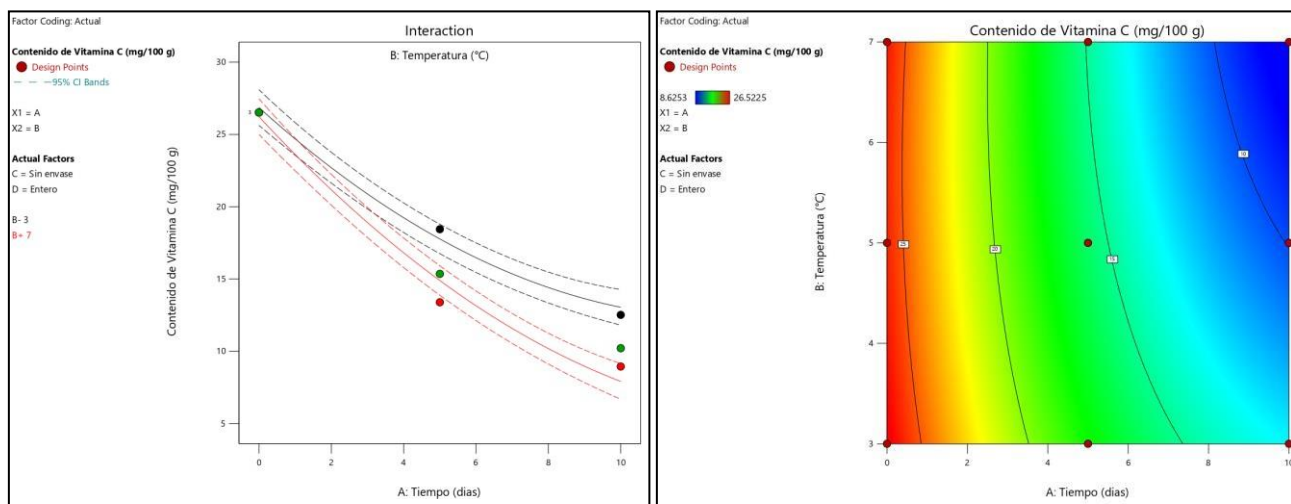 Factor Coding: Actual
Contenido de Vitamina C (mg/100 g)
Design Points
95% CI Bands
X1 = A
X2 = B
Actual Factors
C = Sin envase
D = Entero
B- 3
B+ 7
Interaction
B: Temperatura (°C)
Contenido de Vitamina C (mg/100 g)
30
25
20
15
10
5
3
0
2
4
6
8
10
A: Tiempo (dias)
Factor Coding: Actual
Contenido de Vitamina C (mg/100 g)
Design Points
8.6253 26.5225
X1 = A
X2 = B
Actual Factors
C = Sin envase
D = Entero
Contenido de Vitamina C (mg/100 g)
B: Temperatura (°C)
7
6
5
4
3
25
20
15
10
0
2
4
6
8
10
A: Tiempo (dias)